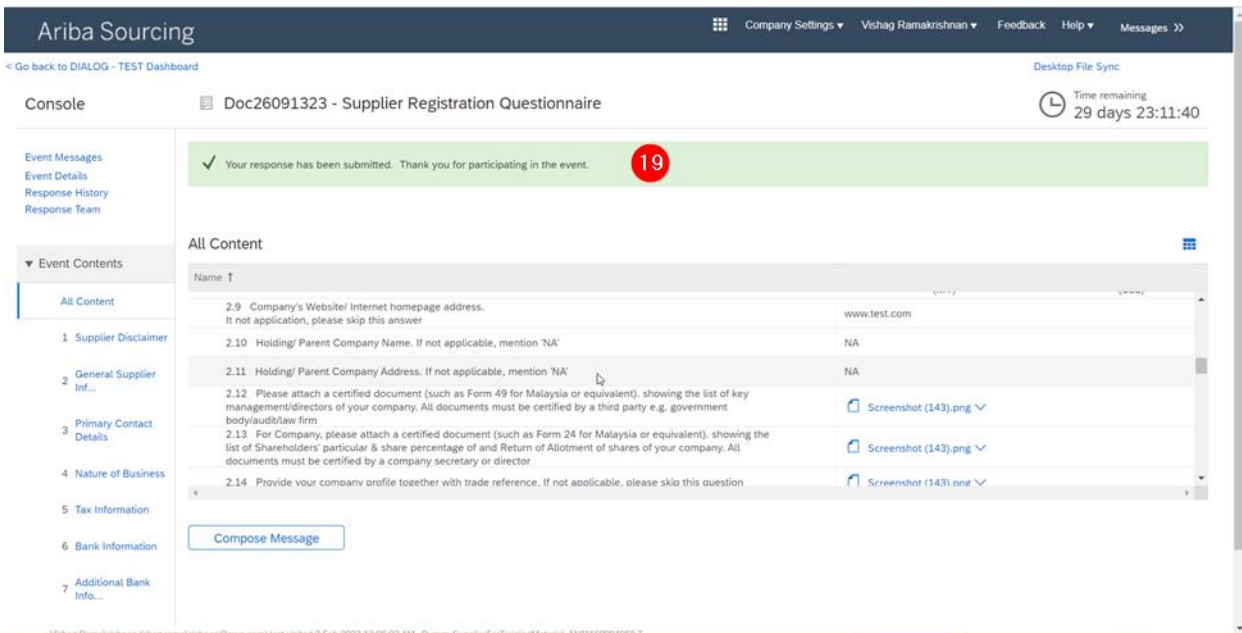 Ariba Sourcing
Company Settings ▾ Vishag Ramakrishnan ▾ Feedback Help ▾ Messages >>
< Go back to DIALOG - TEST Dashboard
Desktop File Sync
Console
Doc26091323 - Supplier Registration Questionnaire
Time remaining
29 days 23:11:40
Event Messages
Event Details
Response History
Response Team
✓ Your response has been submitted. Thank you for participating in the event.
19
All Content
▼ Event Contents
Name ↑
All Content
1 Supplier Disclaimer
2 General Supplier
Inf...
3 Primary Contact
Details
4 Nature of Business
5 Tax Information
6 Bank Information
7 Additional Bank
Info...
2.9 Company's Website/ Internet homepage address.
It not application, please skip this answer
www.test.com
2.10 Holding/ Parent Company Name. If not applicable, mention 'NA'
NA
2.11 Holding/ Parent Company Address. If not applicable, mention 'NA'
NA
2.12 Please attach a certified document (such as Form 49 for Malaysia or equivalent). showing the list of key
management/directors of your company. All documents must be certified by a third party e.g. government
body/audit/law firm
Screenshot (143).png
2.13 For Company, please attach a certified document (such as Form 24 for Malaysia or equivalent). showing the
list of Shareholders' particular & share percentage of and Return of Allotment of shares of your company. All
documents must be certified by a company secretary or director
Screenshot (143).png
2.14 Provide your company profile together with trade reference. If not applicable, please skip this question
Screenshot (143).png
Compose Message